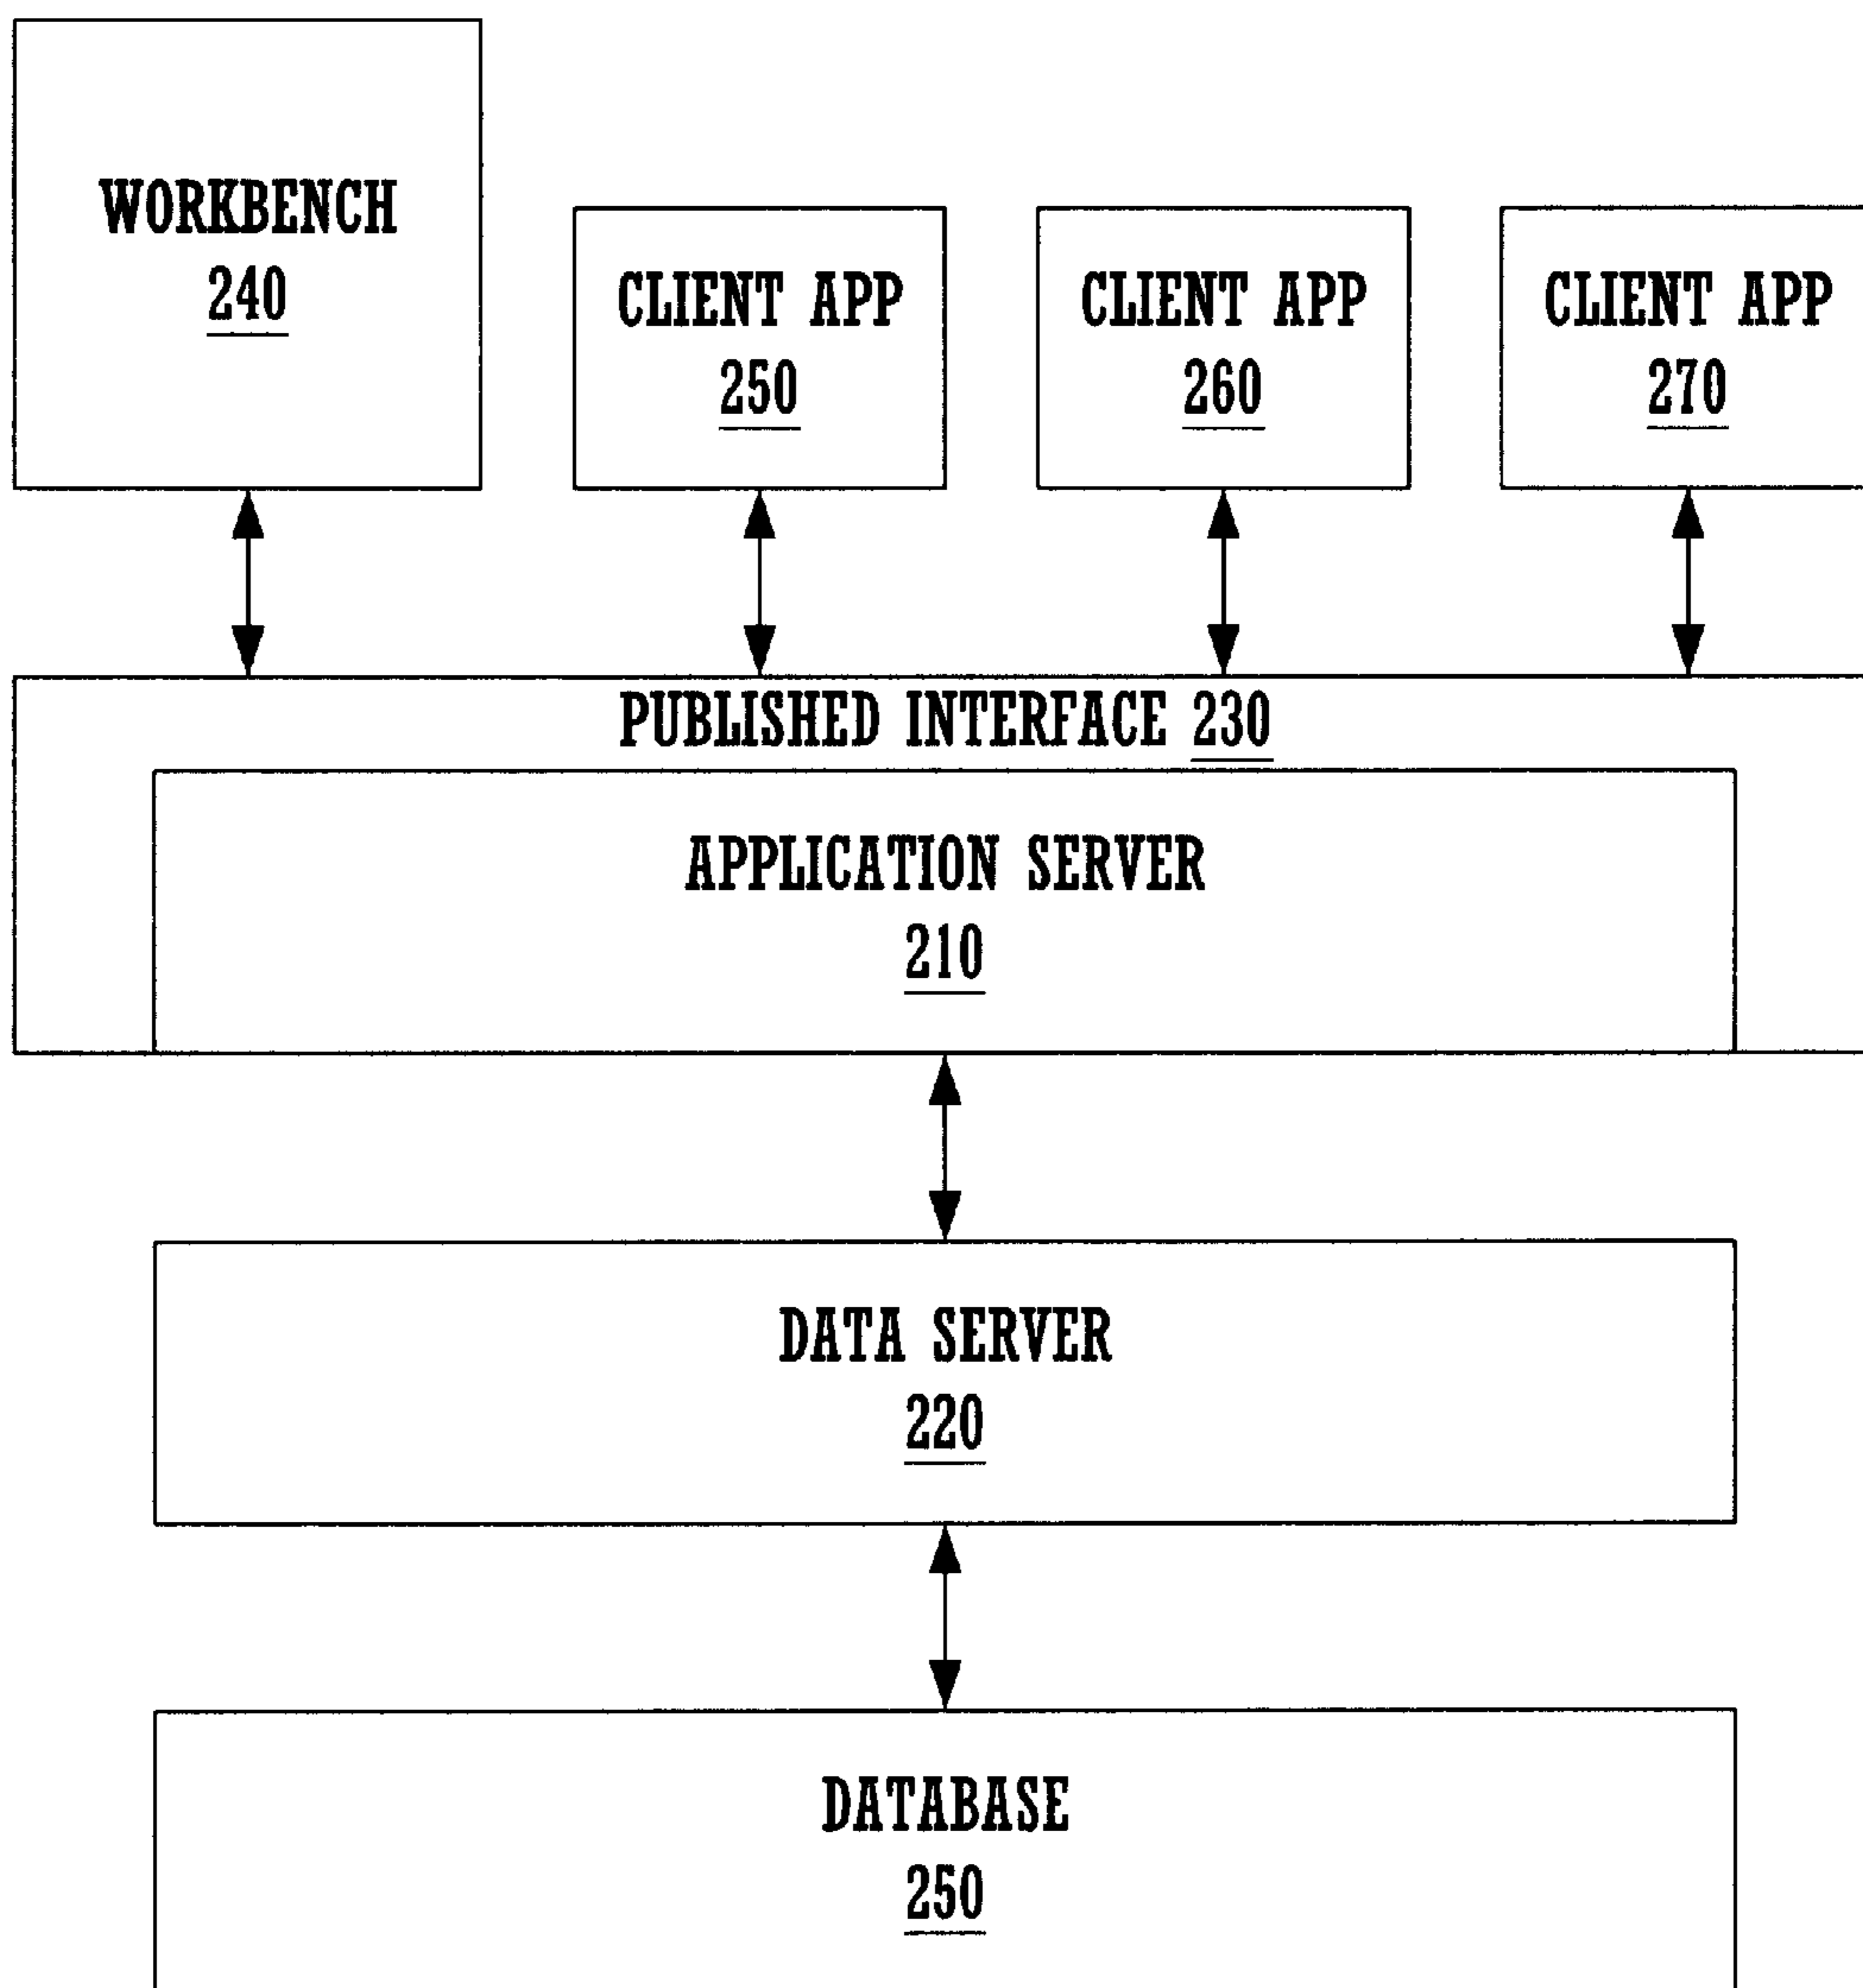 WORKBENCH
240
CLIENT APP
250
CLIENT APP
260
CLIENT APP
270
PUBLISHED INTERFACE 230
APPLICATION SERVER
210
DATA SERVER
220
DATABASE
250